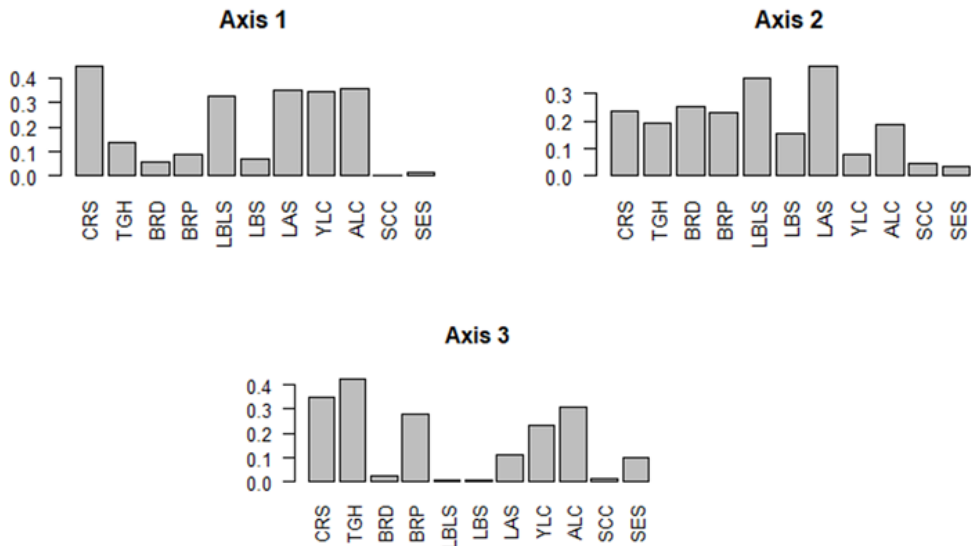 Axis 1
0.4
0.3
0.2
0.1
0.0
CRS
TGH
BRD
BRP
LBLS
LBS
LAS
YLC
ALC
SCC
SES
Axis 2
0.3
0.2
0.1
0.0
CRS
TGH
BRD
BRP
LBLS
LBS
LAS
YLC
ALC
SCC
SES
Axis 3
0.4
0.3
0.2
0.1
0.0
CRS
TGH
BRD
BRP
LBLS
LBS
LAS
YLC
ALC
SCC
SES